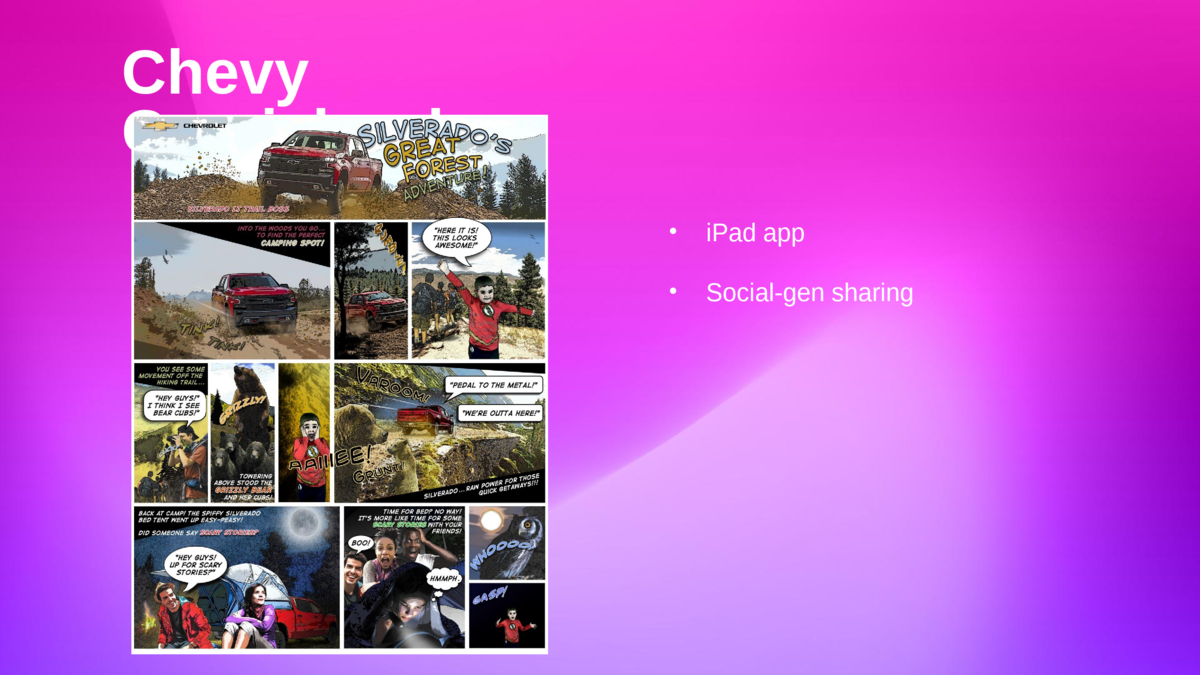 Chevy
CHEVROLET
SILVERADO'S
GREAT
FOREST
ADVENTURE!
SILVERADO LT TRAIL BOSS
INTO THE WOODS YOU GO...
TO FIND THE PERFECT
CAMPING SPOT!
TINK!
TINK!
"HERE IT IS!
THIS LOOKS
AWESOME!"
• iPad app
• Social-gen sharing
YOU SEE SOME
MOVEMENT OFF THE
HIKING TRAIL...
"HEY GUYS!
I THINK I SEE
BEAR CUBS!"
GRIZZLY!
TOWERING
ABOVE STOOD THE
GRIZZLY BEAR
AND HER CUBS!
AAIIIEE!
VAROOM!
"PEDAL TO THE METAL!"
"WE'RE OUTTA HERE!"
GRUNT!
SILVERADO...RAW POWER FOR THOSE
QUICK GETAWAYS!!!
BACK AT CAMP! THE SPIFFY SILVERADO
BED TENT WENT UP EASY-PEASY!
DID SOMEONE SAY SCARY STORIES?
"HEY GUYS!
UP FOR SCARY
STORIES?"
TIME FOR BED? NO WAY!
IT'S MORE LIKE TIME FOR SOME
SCARY STORIES WITH YOUR
FRIENDS!
BOO!
HMMPH.
WHOOOO!
GASP!